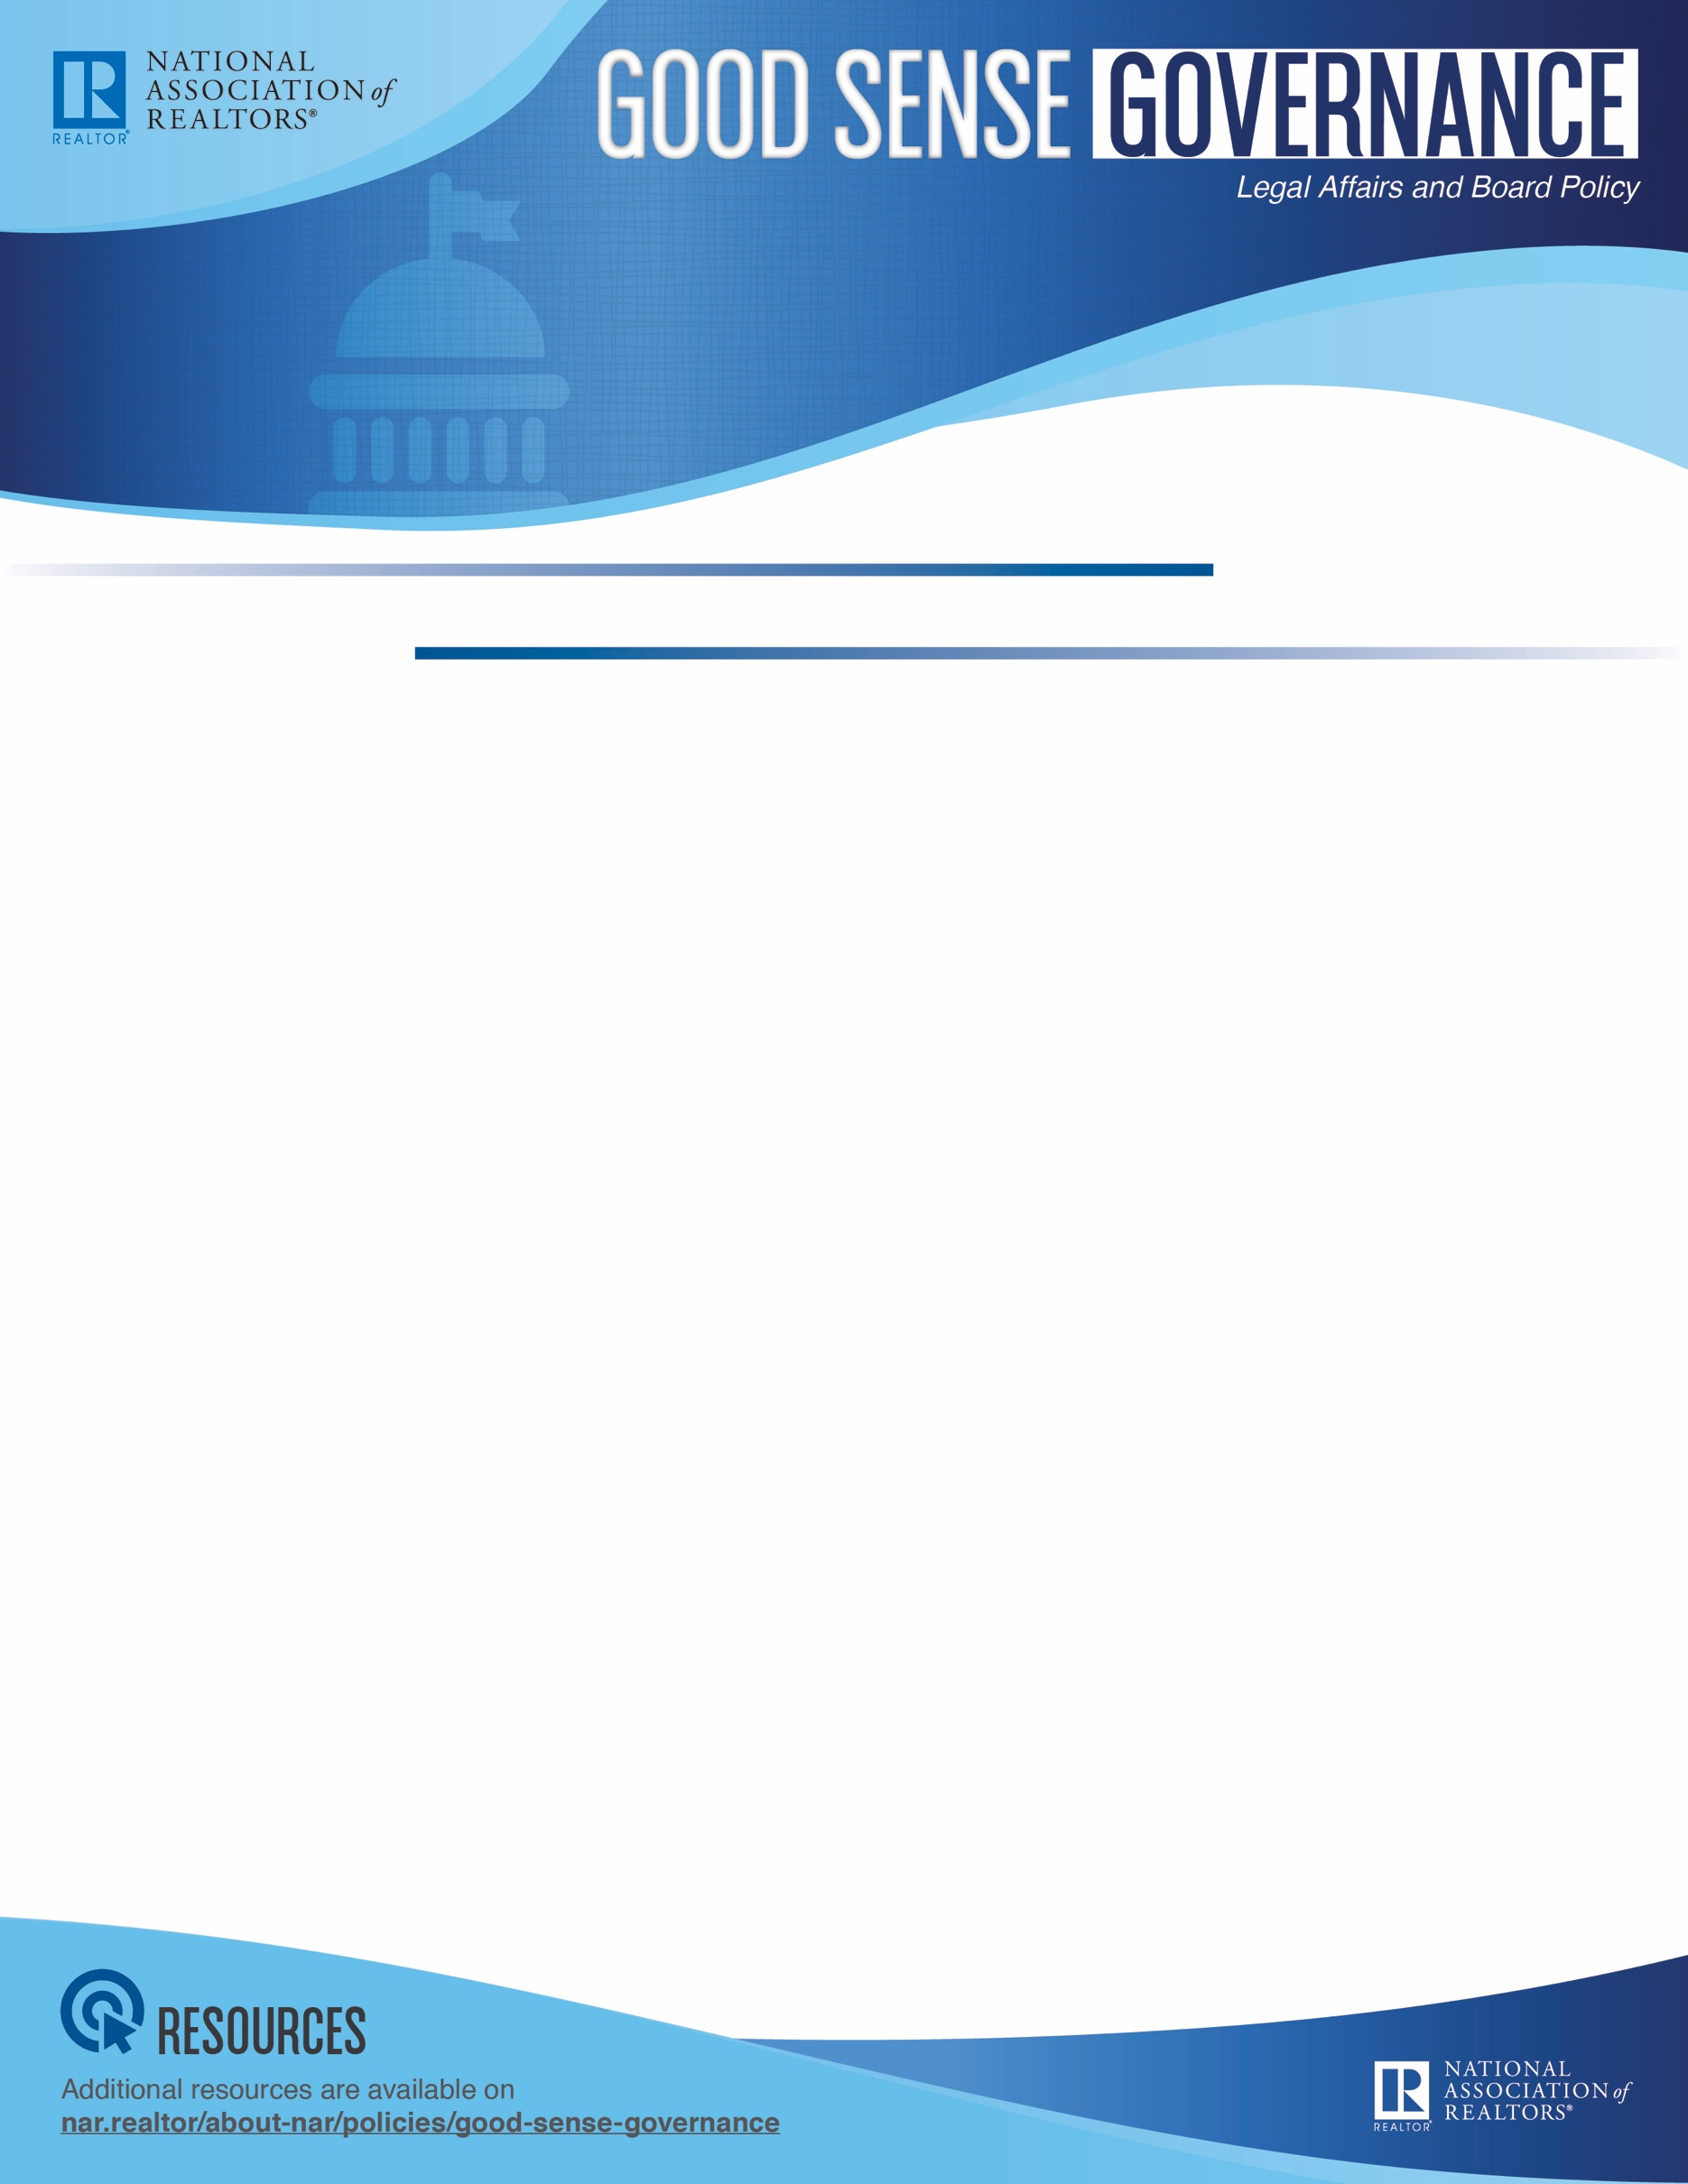 NATIONAL
ASSOCIATION of
REALTORS®
REALTOR®
GOOD SENSE GOVERNANCE
Legal Affairs and Board Policy
RESOURCES
Additional resources are available on
nar.realtor/about-nar/policies/good-sense-governance
NATIONAL
ASSOCIATION of
REALTORS®
REALTOR®